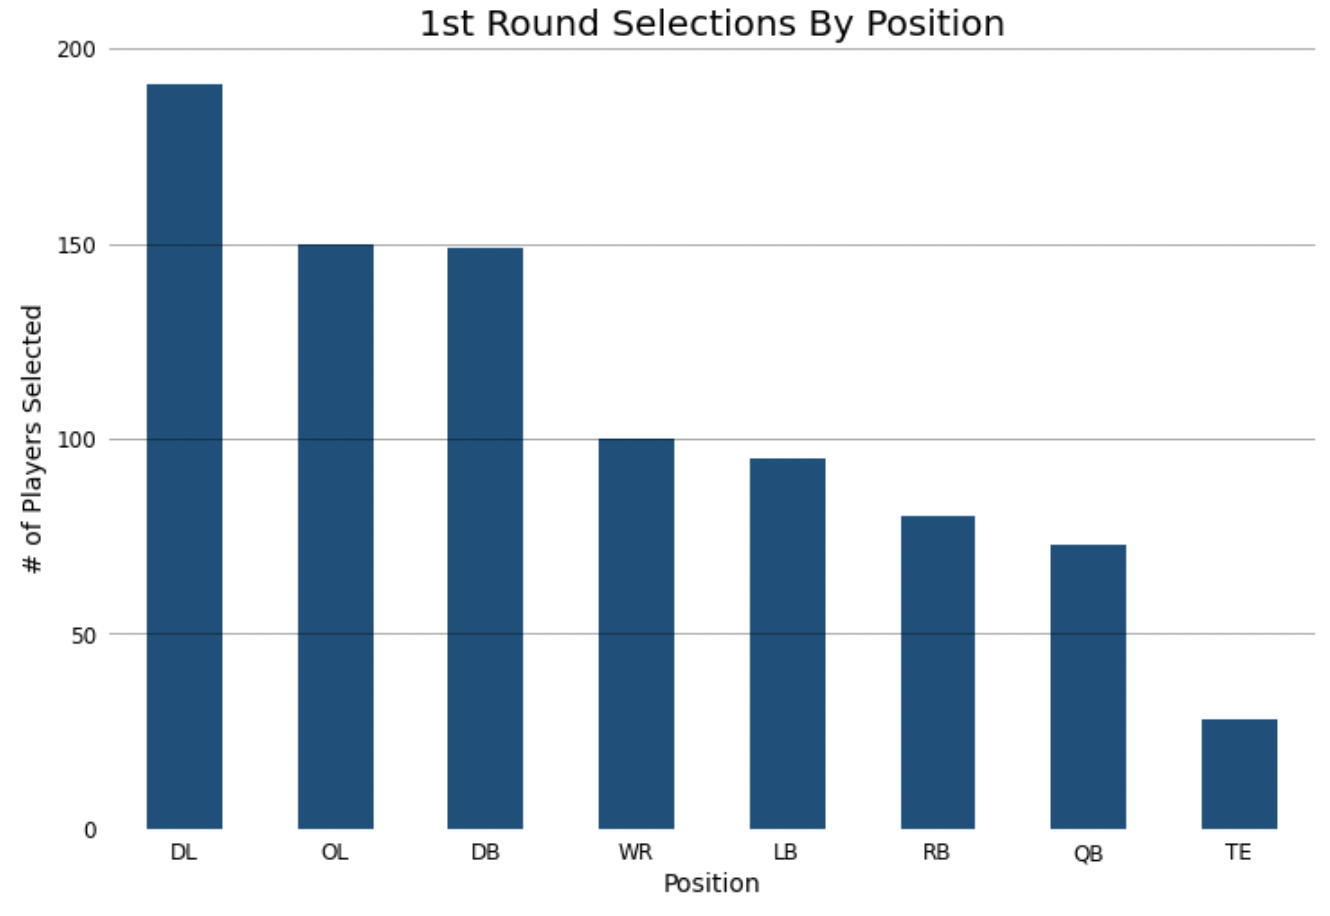 1st Round Selections By Position
200
150
100
50
0
# of Players Selected
DL OL DB WR LB RB QB TE
Position